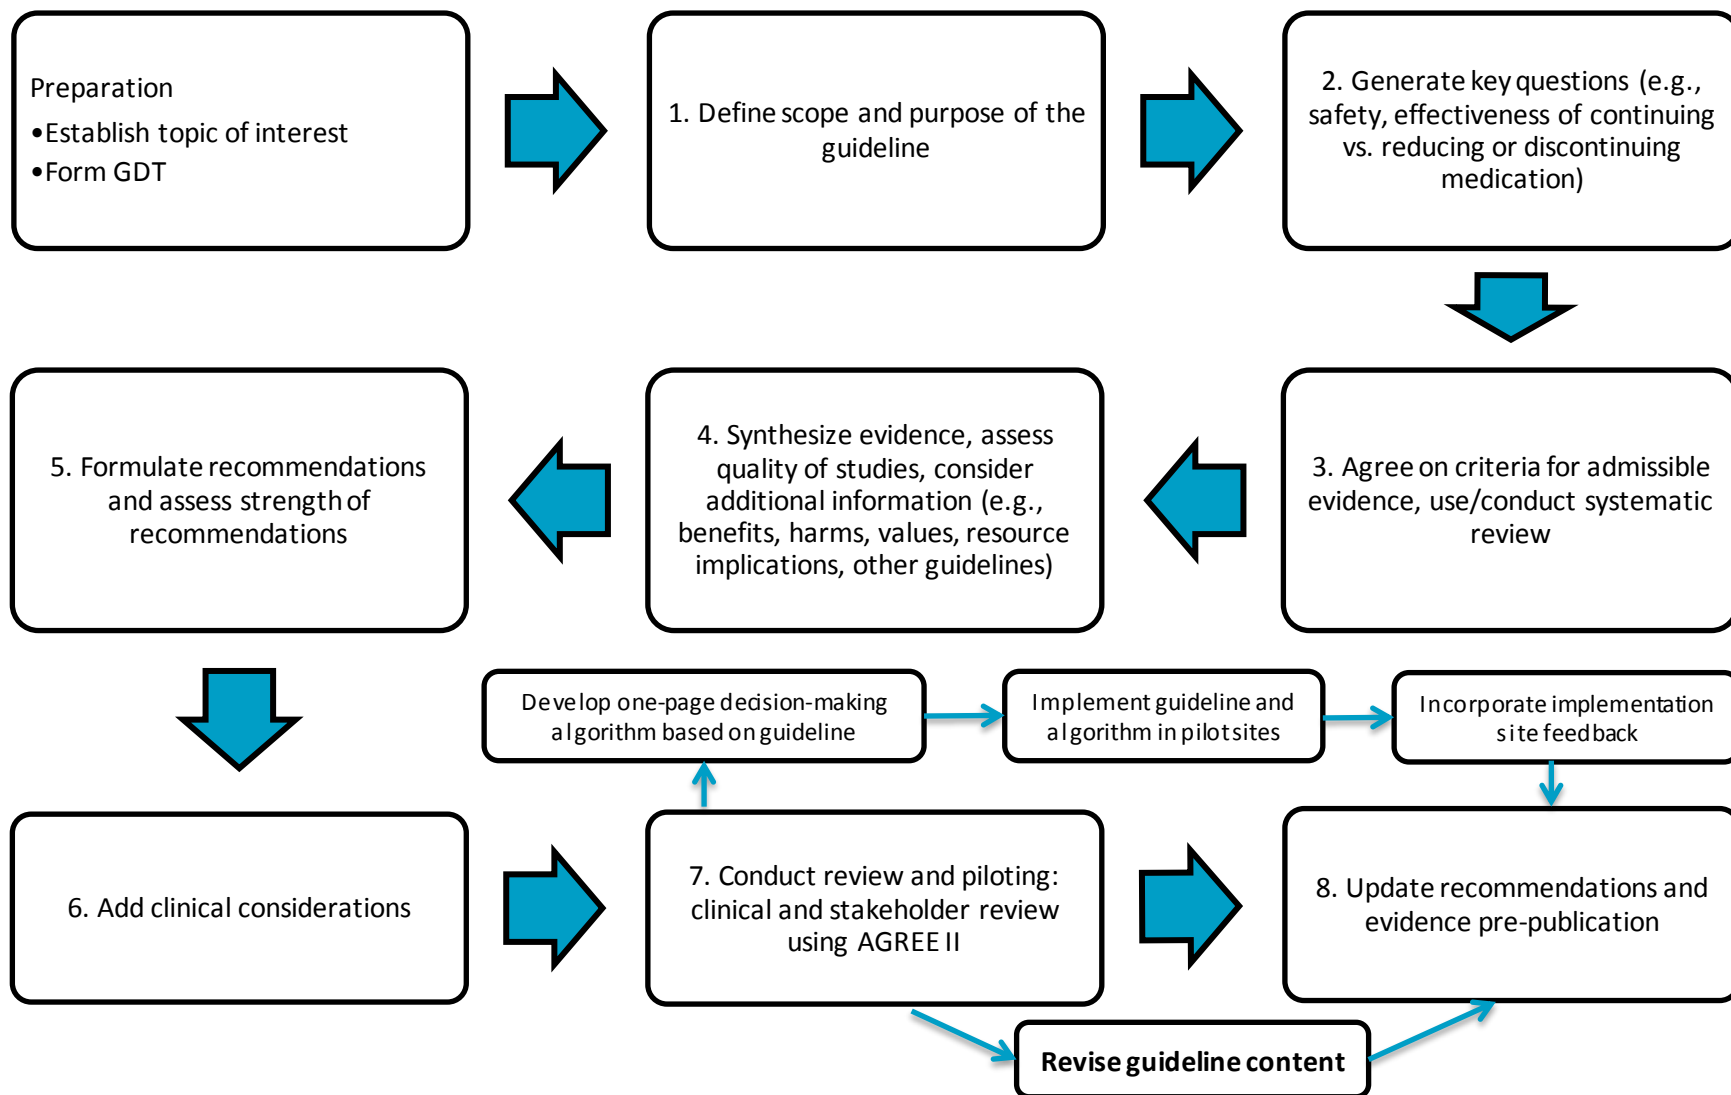 Preparation
•Establish topic of interest
•Form GDT
1. Define scope and purpose of the
guideline
2. Generate key questions (e.g.,
safety, effectiveness of continuing
vs. reducing or discontinuing
medication)
3. Agree on criteria for admissible
evidence, use/conduct systematic
review
4. Synthesize evidence, assess
quality of studies, consider
additional information (e.g.,
benefits, harms, values, resource
implications, other guidelines)
5. Formulate recommendations
and assess strength of
recommendations
6. Add clinical considerations
7. Conduct review and piloting:
clinical and stakeholder review
using AGREE II
Develop one-page decision-making
algorithm based on guideline
Implement guideline and
algorithm in pilot sites
Incorporate implementation
site feedback
8. Update recommendations and
evidence pre-publication
Revise guideline content